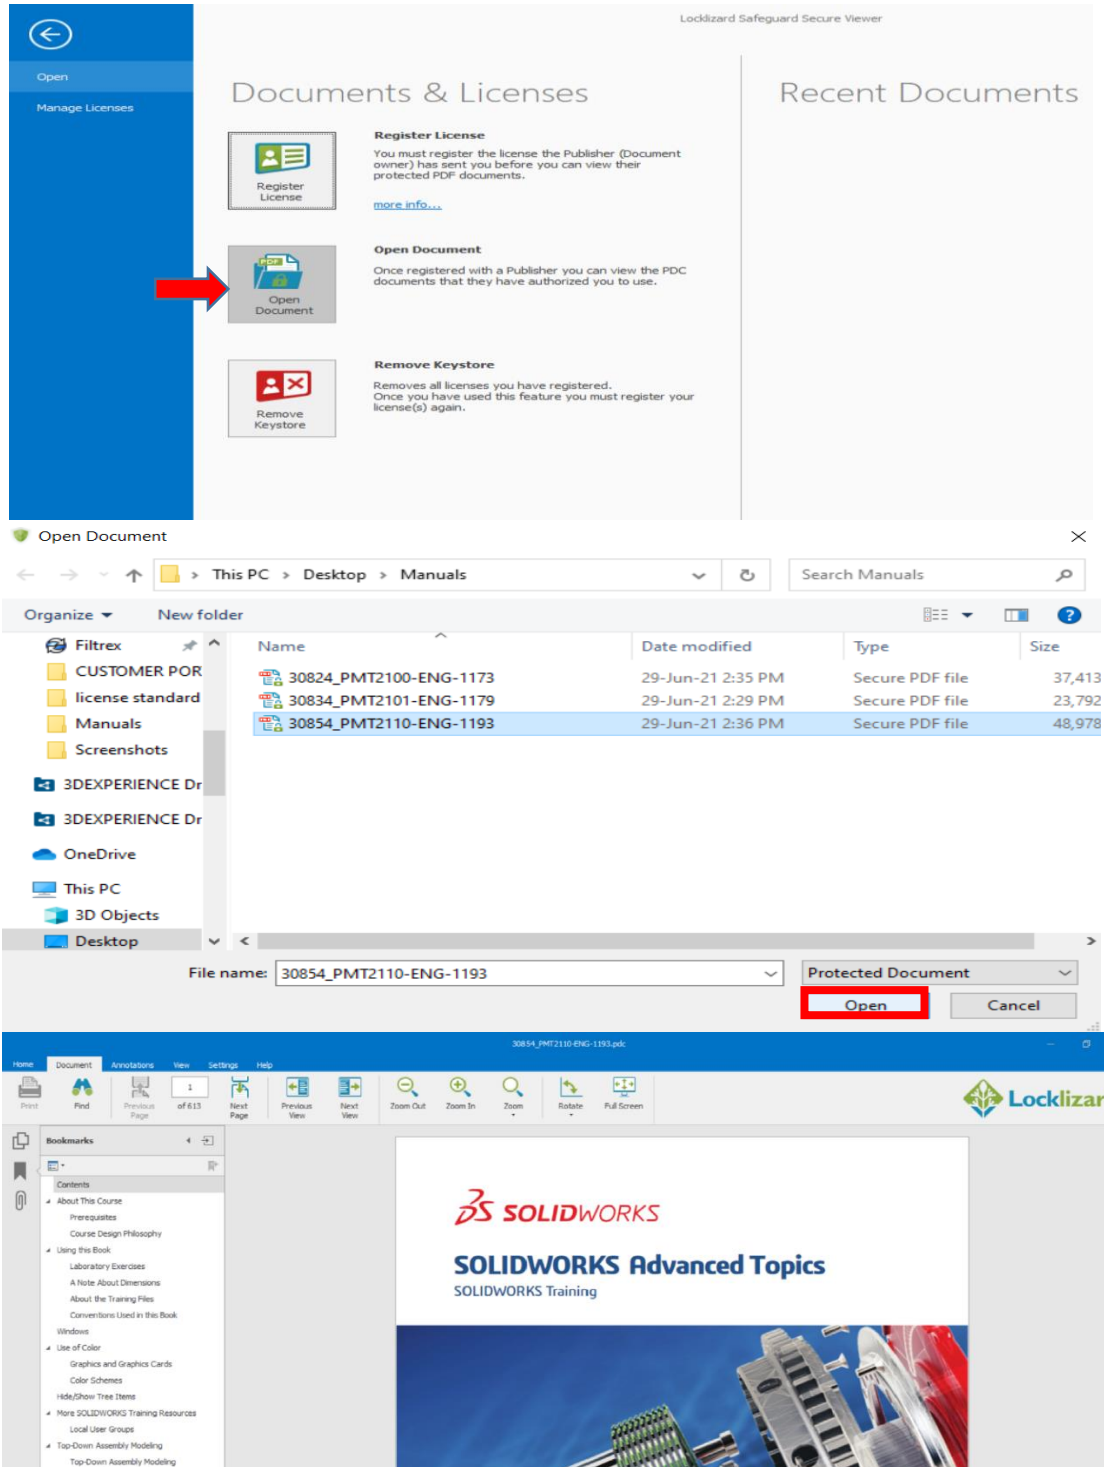 Locklizard Safeguard Secure Viewer
Open
Manage Licenses
Documents & Licenses
Recent Documents
Register
License
Register License
You must register the license the Publisher (Document
owner) has sent you before you can view their
protected PDF documents.
more info...
PDF
Open
Document
Open Document
Once registered with a Publisher you can view the PDC
documents that they have authorized you to use.
Remove
Keystore
Remove Keystore
Removes all licenses you have registered.
Once you have used this feature you must register your
license(s) again.
Open Document
This PC > Desktop > Manuals
Search Manuals
Organize
New folder
Filtrex
CUSTOMER POR
license standard
Manuals
Screenshots
3DEXPERIENCE Dr
3DEXPERIENCE Dr
OneDrive
This PC
3D Objects
Desktop
Name Date modified Type Size
30824_PMT2100-ENG-1173 29-Jun-21 2:35 PM Secure PDF file 37,413
30834_PMT2101-ENG-1179 29-Jun-21 2:29 PM Secure PDF file 23,792
30854_PMT2110-ENG-1193 29-Jun-21 2:36 PM Secure PDF file 48,978
File name: 30854_PMT2110-ENG-1193
Protected Document
Open
Cancel
30854_PMT2110-ENG-1193.pdc
Home Document Annotations View Settings Help
Print
Find
Previous
Page
1
of 613
Next
Page
Previous
View
Next
View
Zoom Out
Zoom In
Zoom
Rotate
Full Screen
Locklizar
Bookmarks
Contents
About This Course
Prerequisites
Course Design Philosophy
Using this Book
Laboratory Exercises
A Note About Dimensions
About the Training Files
Conventions Used in this Book
Windows
Use of Color
Graphics and Graphics Cards
Color Schemes
Hide/Show Tree Items
More SOLIDWORKS Training Resources
Local User Groups
Top-Down Assembly Modeling
Top-Down Assembly Modeling
SOLIDWORKS
SOLIDWORKS Advanced Topics
SOLIDWORKS Training